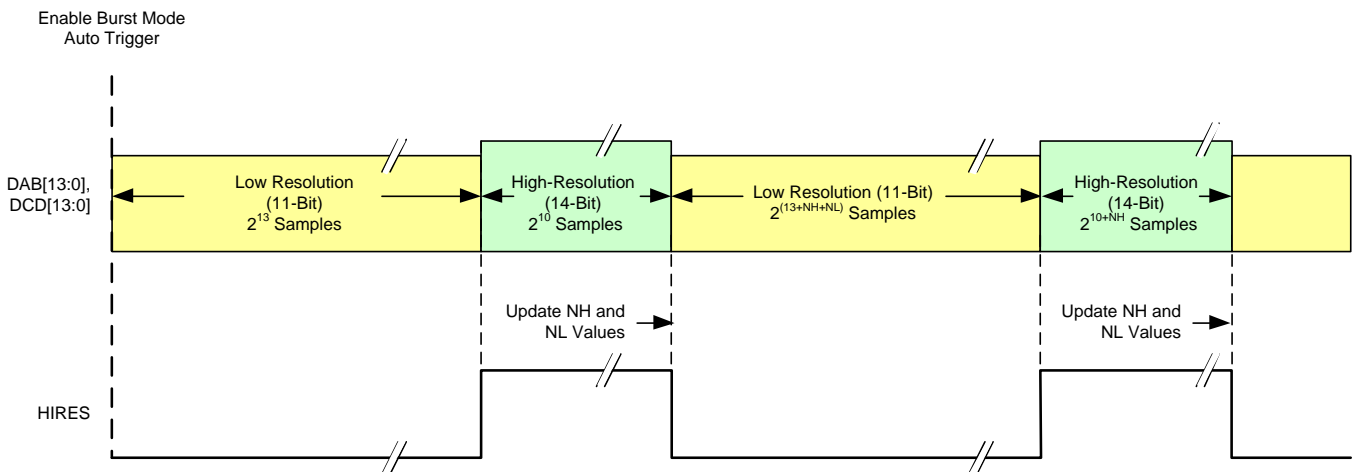 Enable Burst Mode
Auto Trigger
DAB[13:0],
DCD[13:0]
Low Resolution
(11-Bit)
2^13 Samples
High-Resolution
(14-Bit)
2^10 Samples
Low Resolution (11-Bit)
2^(13+NH+NL) Samples
High-Resolution
(14-Bit)
2^10+NH Samples
Update NH and
NL Values
Update NH and
NL Values
HIRES